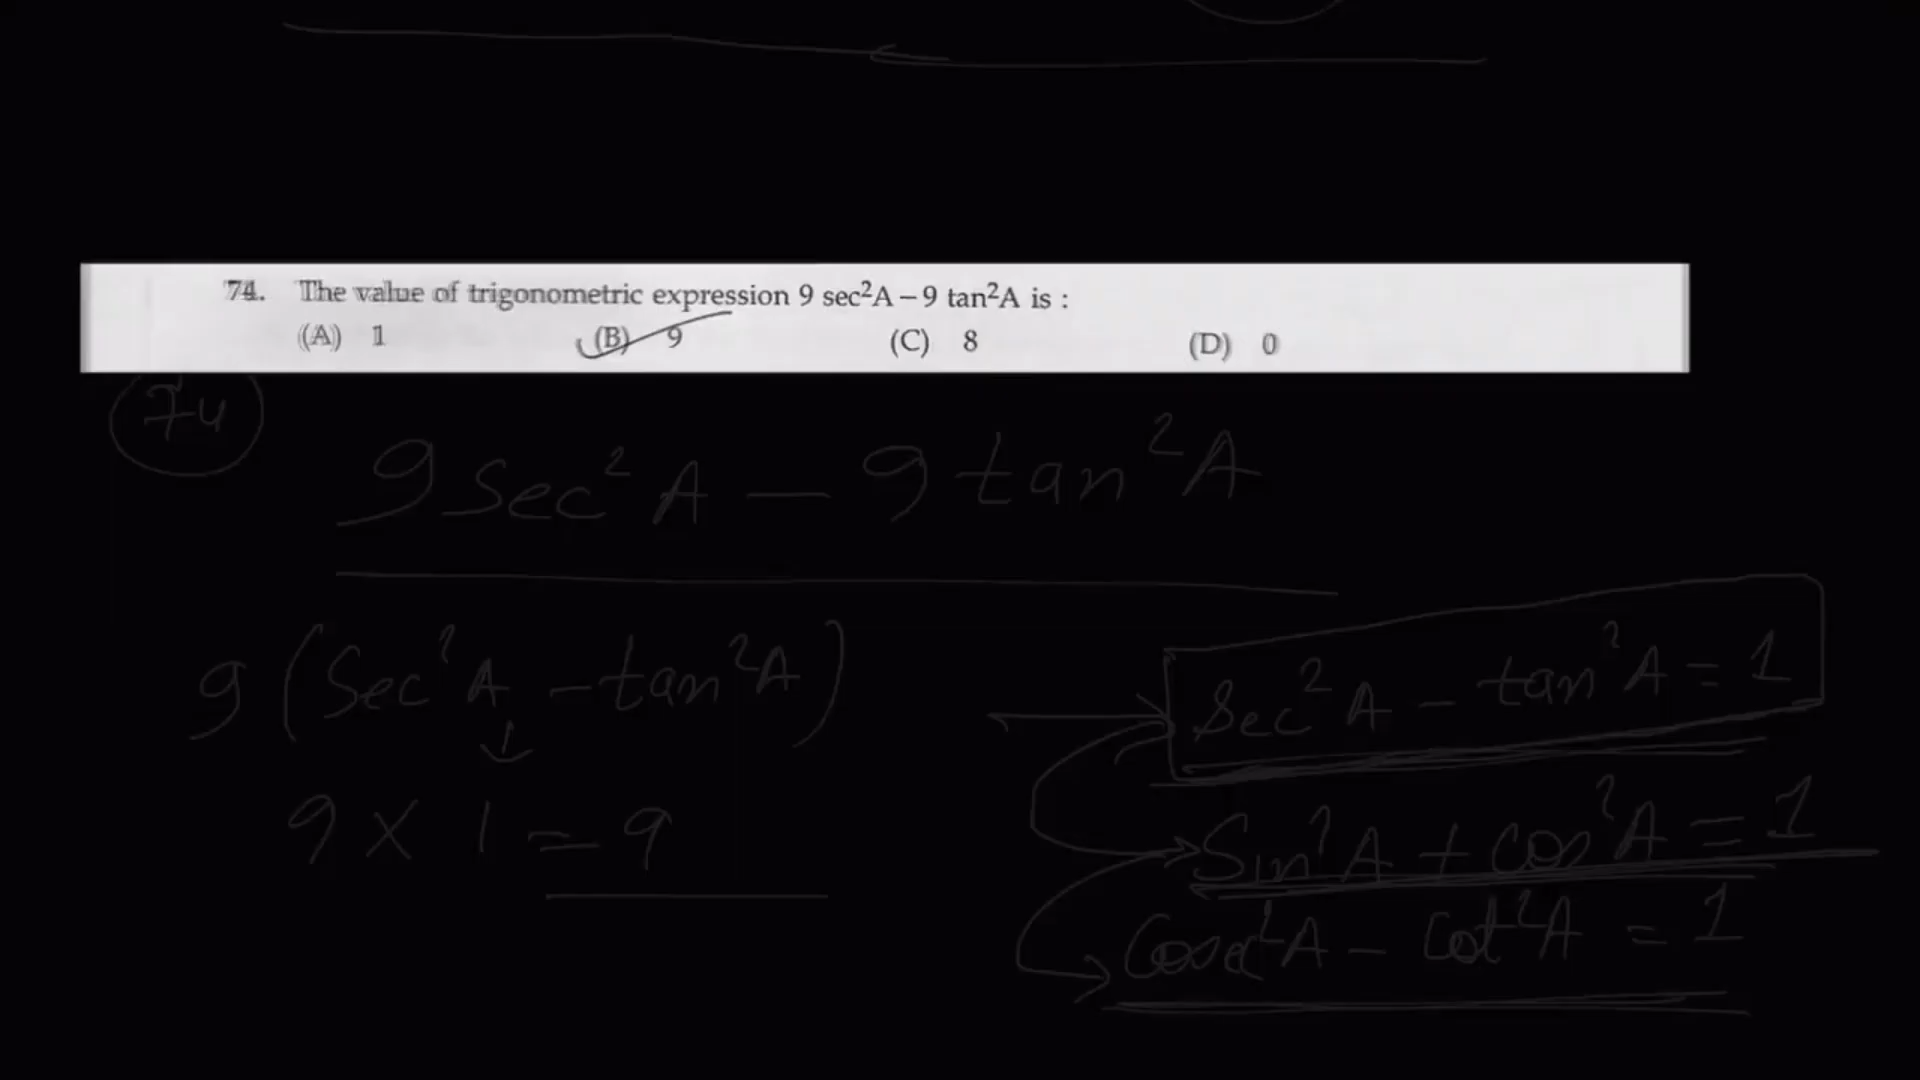 74. The value of trigonometric expression 9 sec²A – 9 tan²A is :
(A) 1 (B) 9 (C) 8 (D) 0
74
9 Sec²A – 9 tan²A
9 (Sec²A – tan²A)
Sec²A – tan²A = 1
9 × 1 = 9
Sin²A + Cos²A = 1
Cosec²A – Cot²A = 1